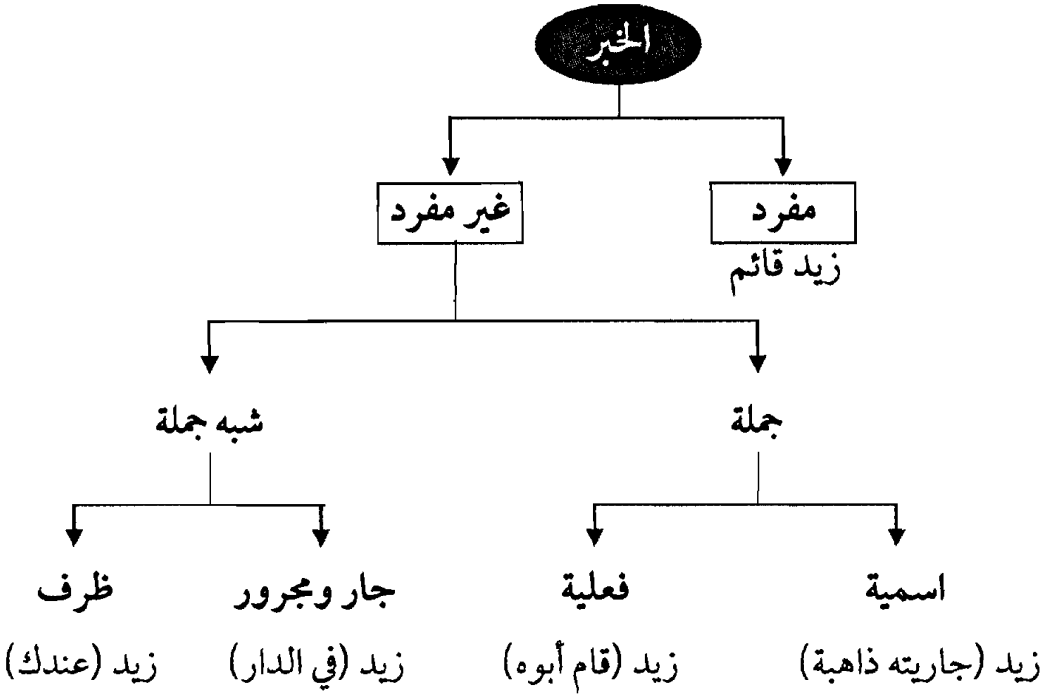 الخبر
مفرد
غير مفرد
زيد قائم
جملة
شبه جملة
اسمية
فعلية
جار ومجرور
ظرف
زيد (جاريته ذاهبة)
زيد (قام أبوه)
زيد (في الدار)
زيد (عندك)